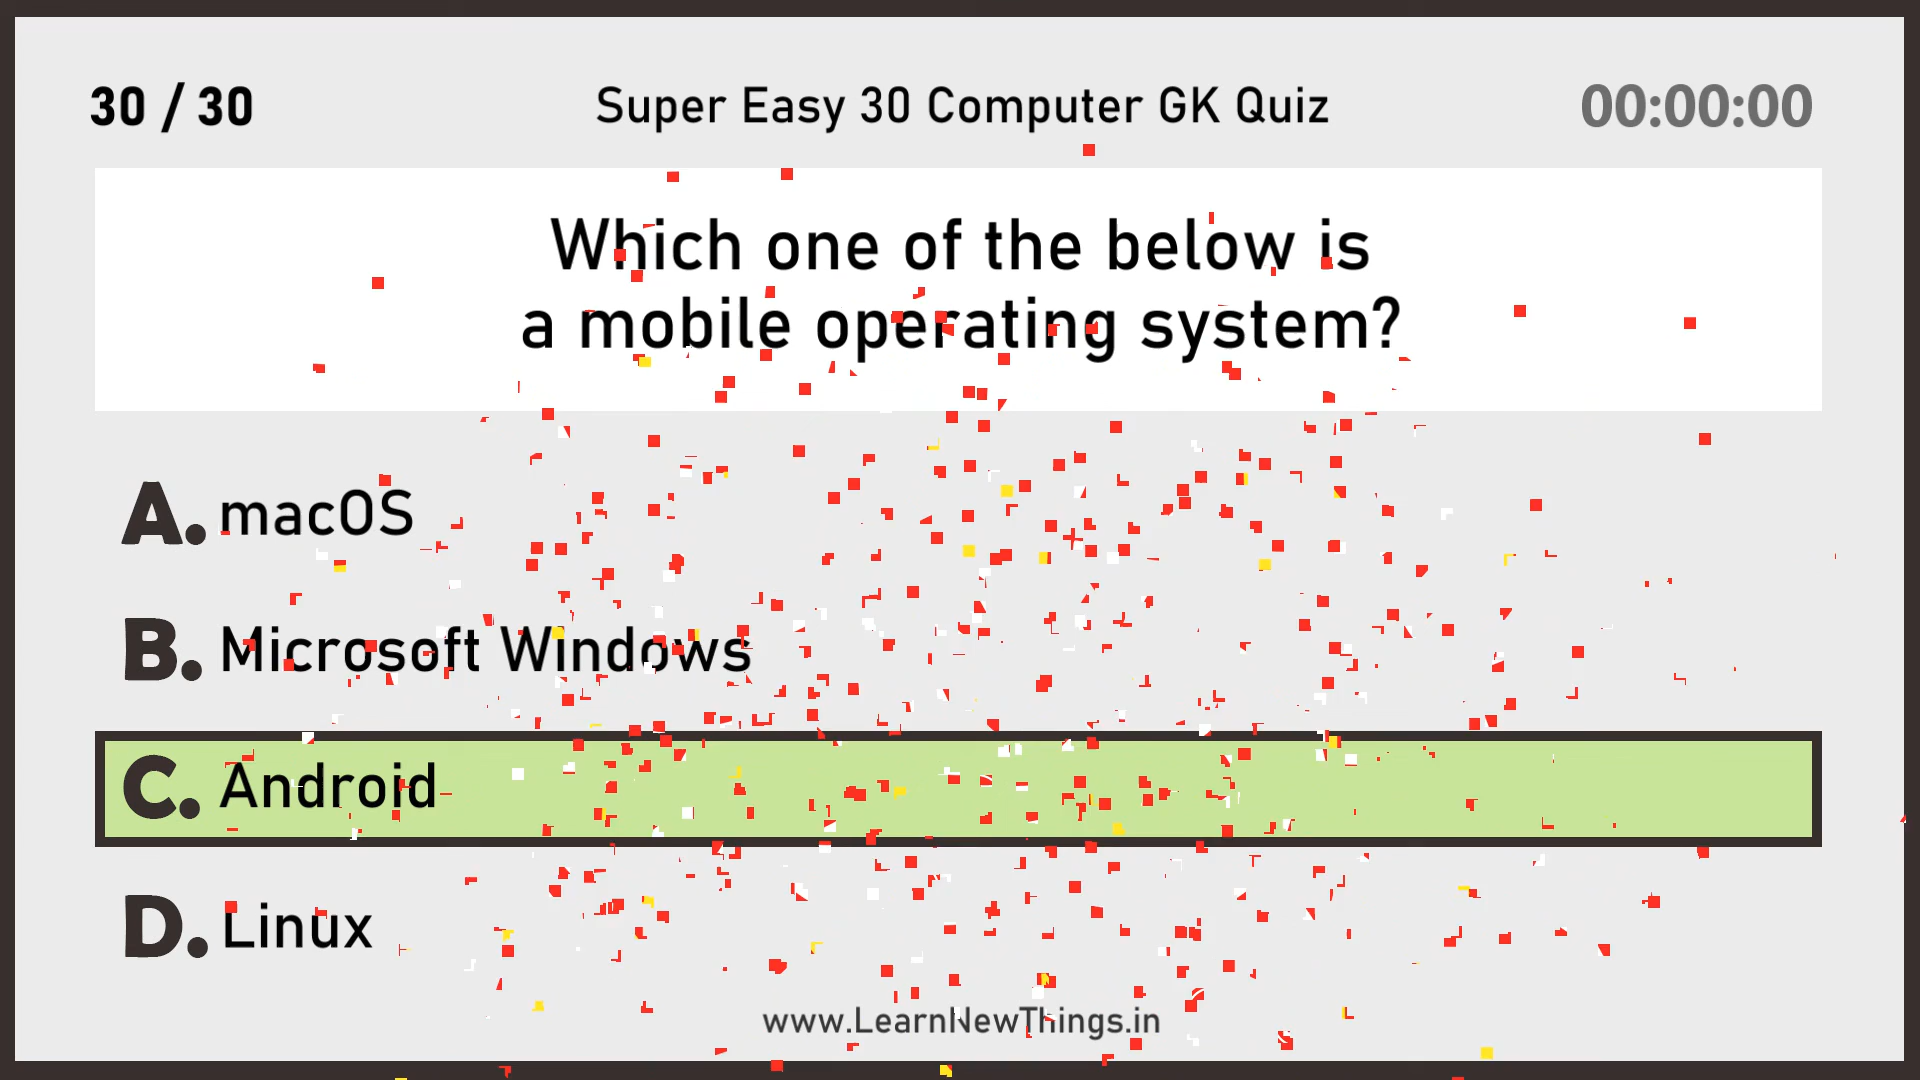 30 / 30
Super Easy 30 Computer GK Quiz
00:00:00
Which one of the below is
a mobile operating system?
A. macOS
B. Microsoft Windows
C. Android
D. Linux
www.LearnNewThings.in